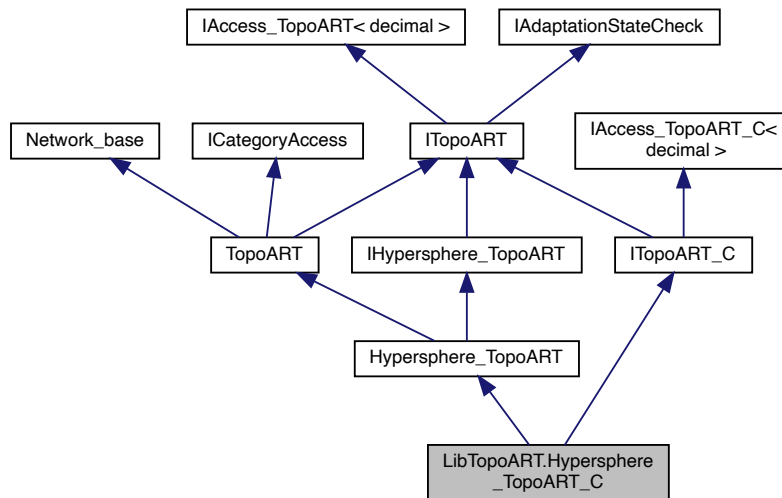 IAccess_TopoART< decimal >
IAdaptationStateCheck
Network_base
ICategoryAccess
ITopoART
IAccess_TopoART_C<
decimal >
TopoART
IHypersphere_TopoART
ITopoART_C
Hypersphere_TopoART
LibTopoART.Hypersphere
_TopoART_C